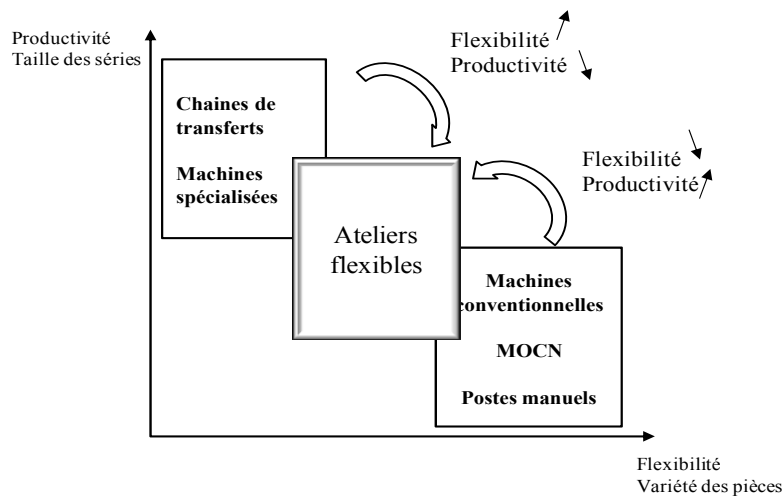 Productivité
Taille des séries
Flexibilité
Productivité
Chaines de
transferts
Machines
spécialisées
Flexibilité
Productivité
Ateliers
flexibles
Machines
conventionnelles
MOCN
Postes manuels
Flexibilité
Variété des pièces